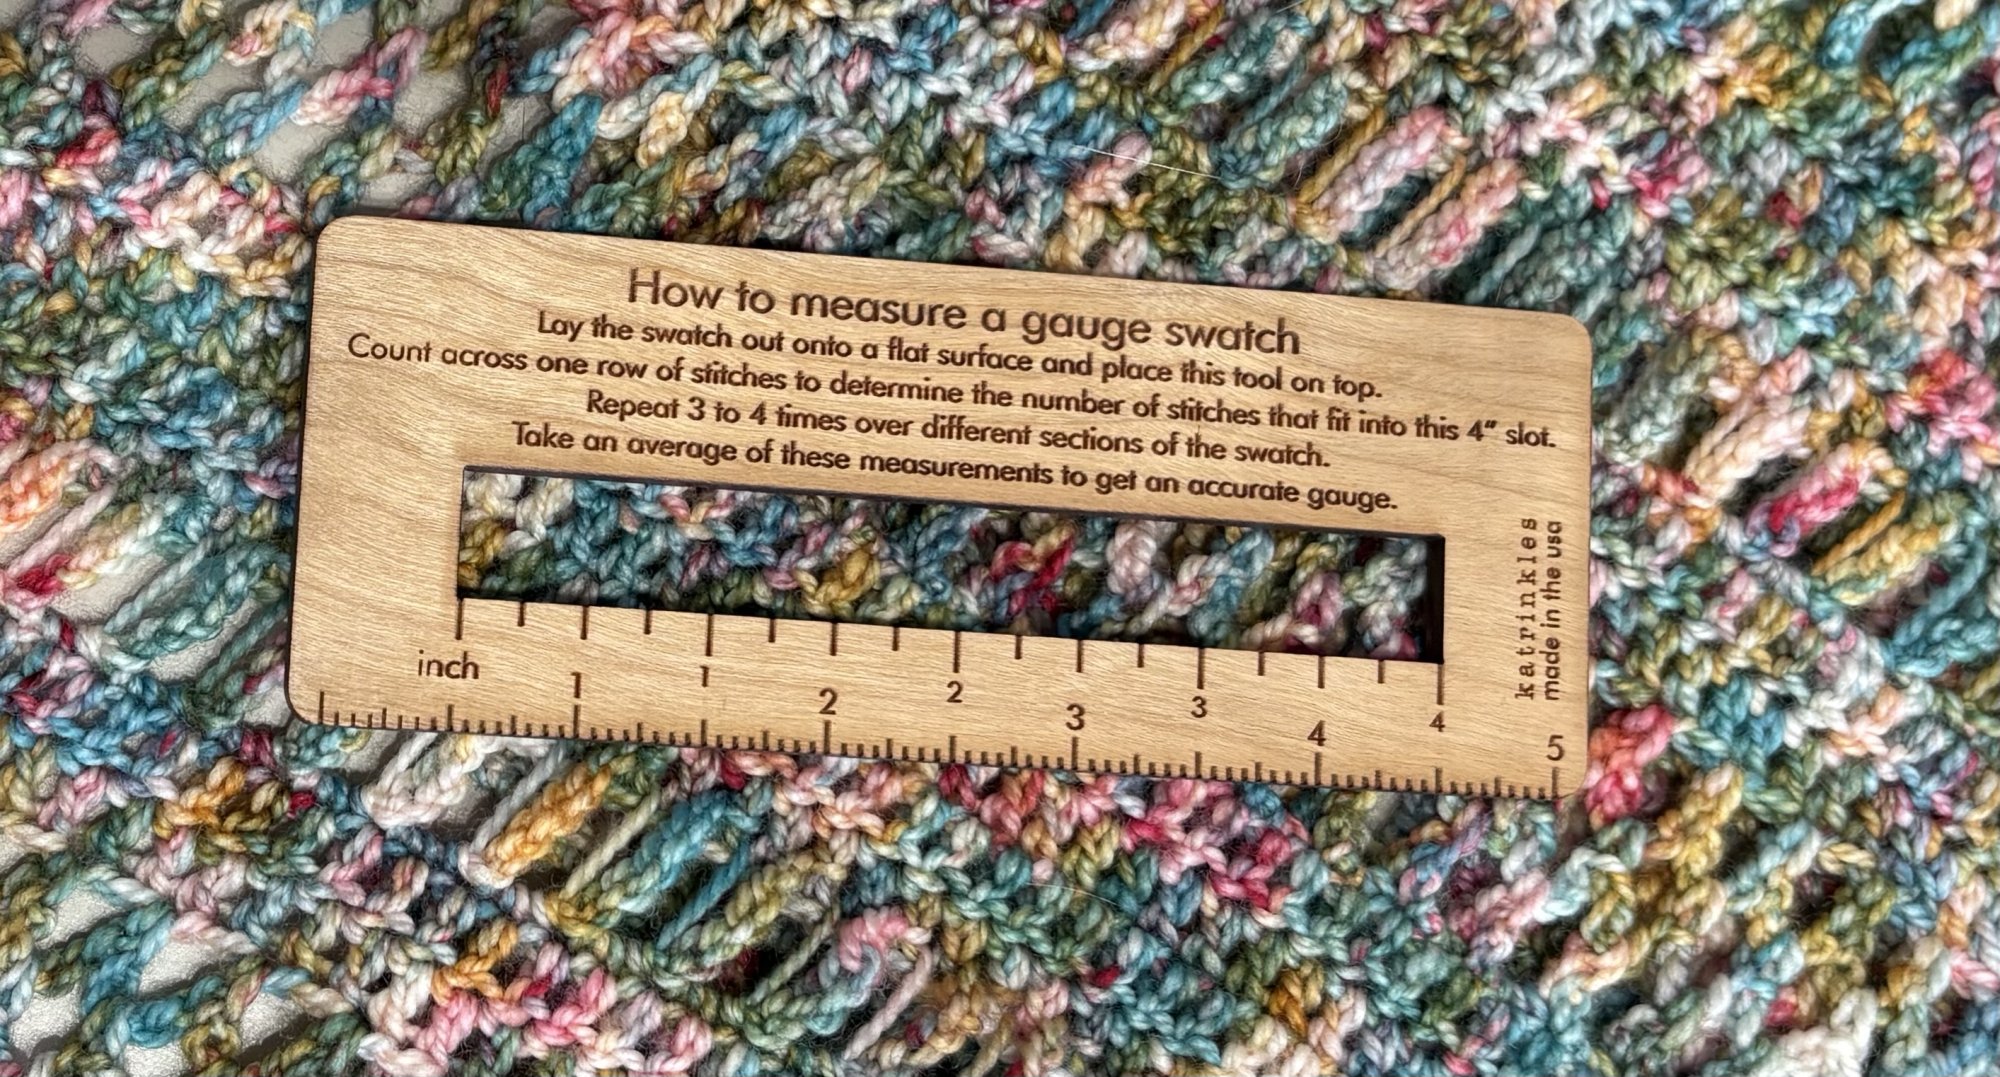 How to measure a gauge swatch
Lay the swatch out onto a flat surface and place this tool on top.
Count across one row of stitches to determine the number of stitches that fit into this 4" slot.
Repeat 3 to 4 times over different sections of the swatch.
Take an average of these measurements to get an accurate gauge.
katrinkles
made in the usa
inch 1 2 3 4
1 2 3 4 5